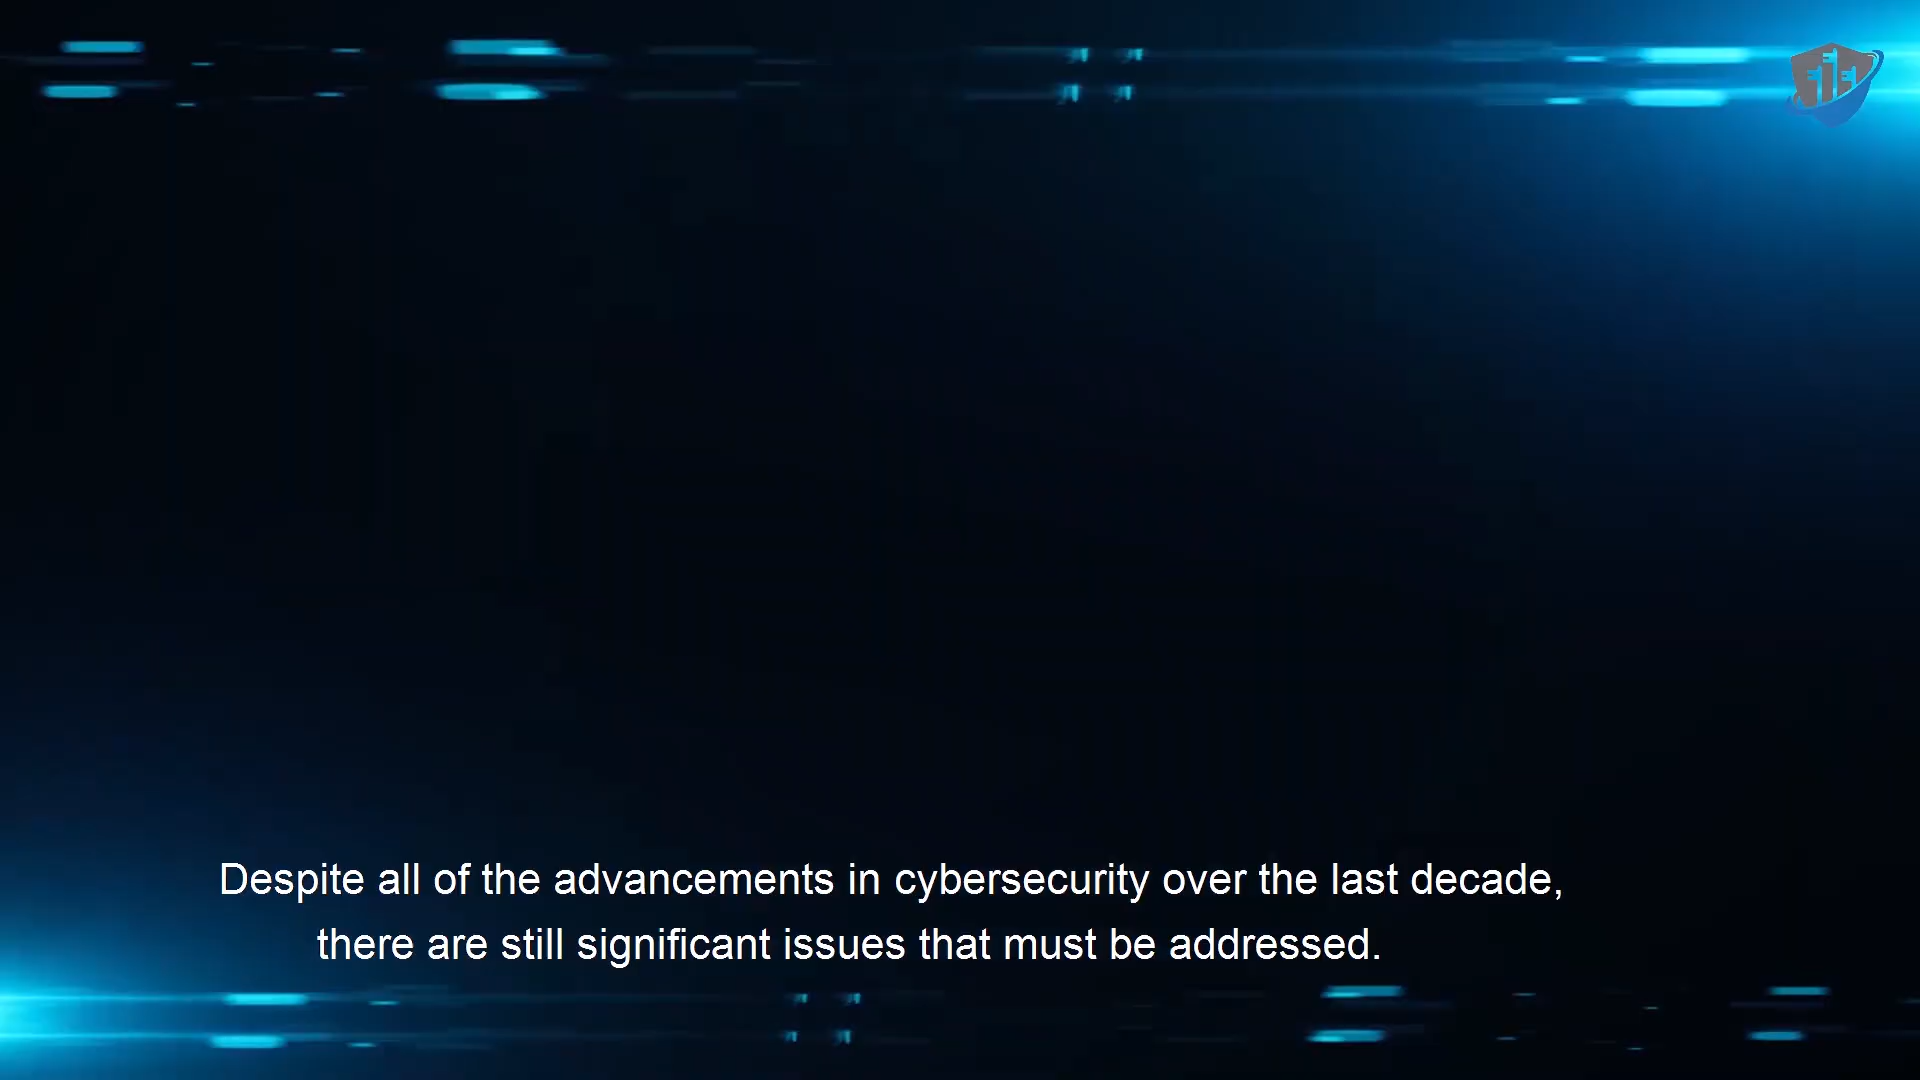 Despite all of the advancements in cybersecurity over the last decade,
there are still significant issues that must be addressed.